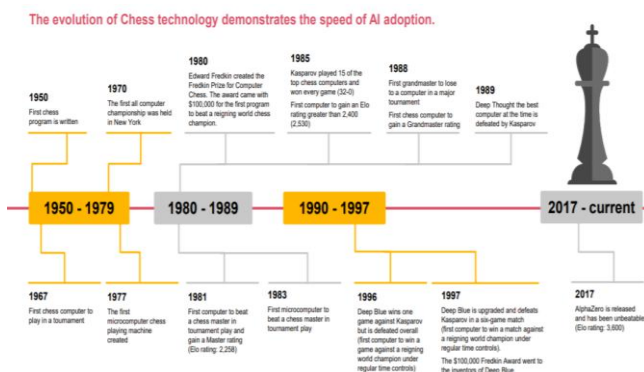 The evolution of Chess technology demonstrates the speed of AI adoption.
1950
First chess
program is written
1970
The first all computer
championship was held
in New York
1980
Edward Fredkin created the
Fredkin Prize for Computer
Chess. The award came with
$100,000 for the first program
to beat a reigning world chess
champion.
1985
Kasparov played 15 of the
top chess computers and
won every game (32-0)
First computer to gain an Elo
rating greater than 2,400
(2,530)
1988
First grandmaster to lose
to a computer in a major
tournament
First chess computer to
gain a Grandmaster rating
1989
Deep Thought the best
computer at the time is
defeated by Kasparov
1950 - 1979
1980 - 1989
1990 - 1997
2017 - current
1967
First chess computer to
play in a tournament
1977
The first
microcomputer chess
playing machine
created
1981
First computer to beat
a chess master in
tournament play and
gain a Master rating
(Elo rating: 2,258)
1983
First microcomputer to
beat a chess master in
tournament play
1996
Deep Blue wins one
game against Kasparov
but is defeated overall
(first computer to win a
game against a reigning
world champion under
regular time controls)
1997
Deep Blue is upgraded and defeats
Kasparov in a six-game match
(first computer to win a match against
a reigning world champion under
regular time controls).
The $100,000 Fredkin Award went to
the inventors of Deep Blue
2017
AlphaZero is released
and has been unbeatable
(Elo rating: 3,600)